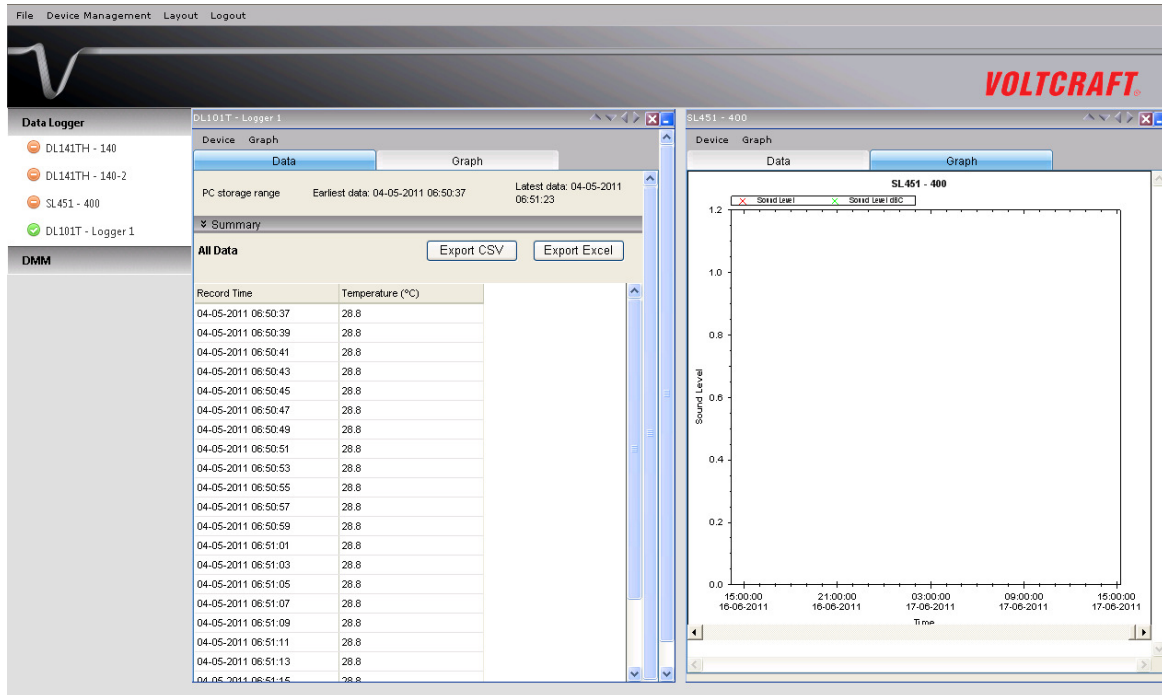 File Device Management Layout Logout
VOLTCRAFT®
Data Logger
DL141TH - 140
DL141TH - 140-2
SL451 - 400
DL101T - Logger 1
DMM
DL101T - Logger 1
Device Graph
Data Graph
PC storage range Earliest data: 04-05-2011 06:50:37 Latest data: 04-05-2011
06:51:23
Summary
All Data Export CSV Export Excel
Record Time Temperature (°C)
04-05-2011 06:50:37 28.8
04-05-2011 06:50:39 28.8
04-05-2011 06:50:41 28.8
04-05-2011 06:50:43 28.8
04-05-2011 06:50:45 28.8
04-05-2011 06:50:47 28.8
04-05-2011 06:50:49 28.8
04-05-2011 06:50:51 28.8
04-05-2011 06:50:53 28.8
04-05-2011 06:50:55 28.8
04-05-2011 06:50:57 28.8
04-05-2011 06:50:59 28.8
04-05-2011 06:51:01 28.8
04-05-2011 06:51:03 28.8
04-05-2011 06:51:05 28.8
04-05-2011 06:51:07 28.8
04-05-2011 06:51:09 28.8
04-05-2011 06:51:11 28.8
04-05-2011 06:51:13 28.8
04-05-2011 06:51:15 28.8
SL451 - 400
Device Graph
Data Graph
SL451 - 400
Sound Level Sound Level dBC
1.2
1.0
0.8
0.6
0.4
0.2
0.0
Sound Level
15:00:00 21:00:00 03:00:00 09:00:00 15:00:00
16-06-2011 16-06-2011 17-06-2011 17-06-2011 17-06-2011
Time